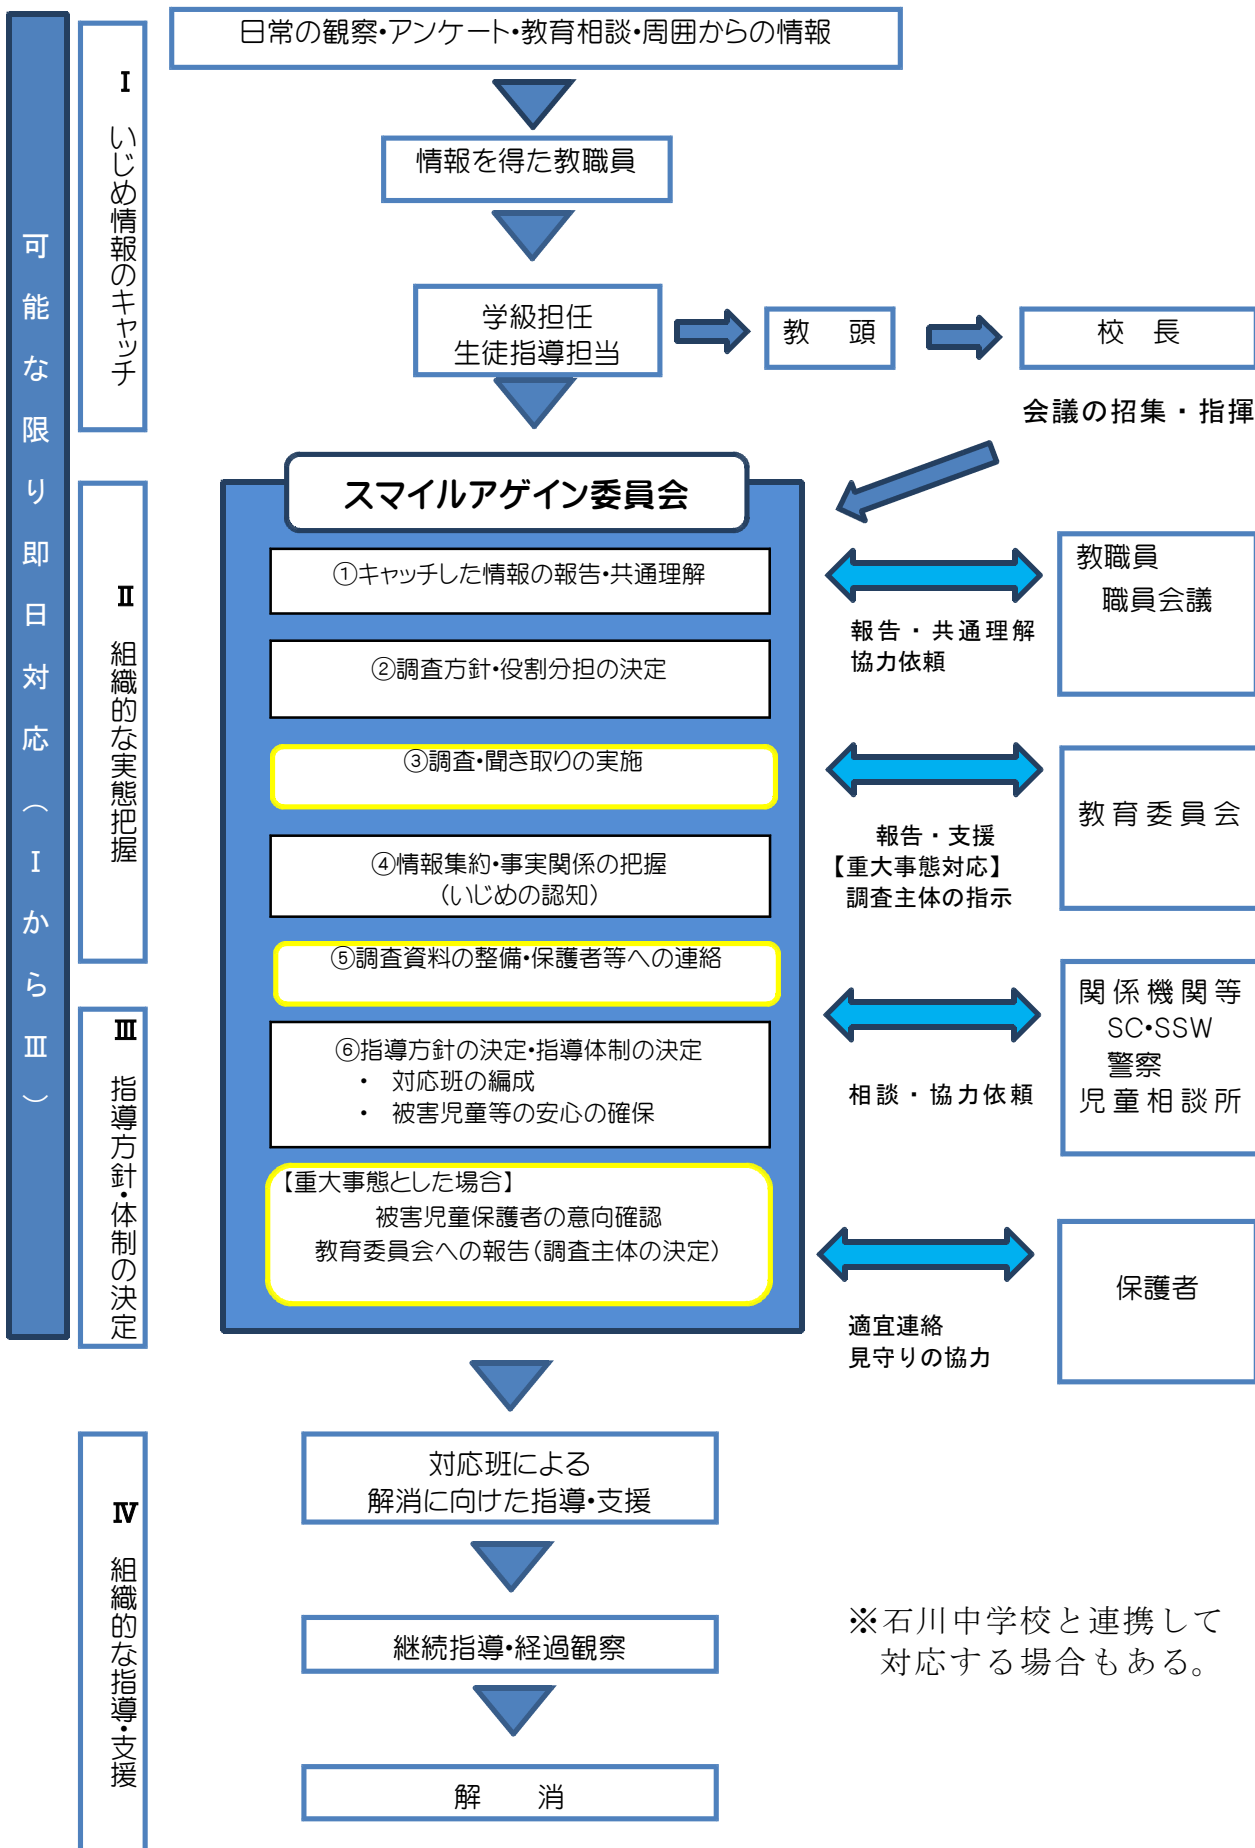 可能な限り即日対応（ⅠからⅢ）
Ⅰ いじめ情報のキャッチ
日常の観察・アンケート・教育相談・周囲からの情報
情報を得た教職員
学級担任
生徒指導担当
教　頭
校　長
会議の招集・指揮
Ⅱ 組織的な実態把握
スマイルアゲイン委員会
①キャッチした情報の報告・共通理解
②調査方針・役割分担の決定
③調査・聞き取りの実施
④情報集約・事実関係の把握
（いじめの認知）
⑤調査資料の整備・保護者等への連絡
Ⅲ 指導方針・体制の決定
⑥指導方針の決定・指導体制の決定
・ 対応班の編成
・ 被害児童等の安心の確保
【重大事態とした場合】
被害児童保護者の意向確認
教育委員会への報告（調査主体の決定）
教職員
職員会議
報告・共通理解
協力依頼
教育委員会
報告・支援
【重大事態対応】
調査主体の指示
関係機関等
SC・SSW
警察
児童相談所
相談・協力依頼
保護者
適宜連絡
見守りの協力
Ⅳ 組織的な指導・支援
対応班による
解消に向けた指導・支援
継続指導・経過観察
解　消
※石川中学校と連携して
対応する場合もある。